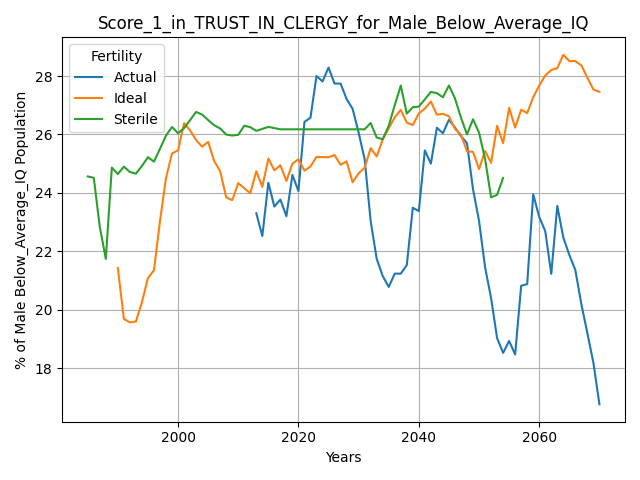 Score_1_in_TRUST_IN_CLERGY_for_Male_Below_Average_IQ
Fertility
Actual
Ideal
Sterile
% of Male Below_Average_IQ Population
28
26
24
22
20
18
2000 2020 2040 2060
Years